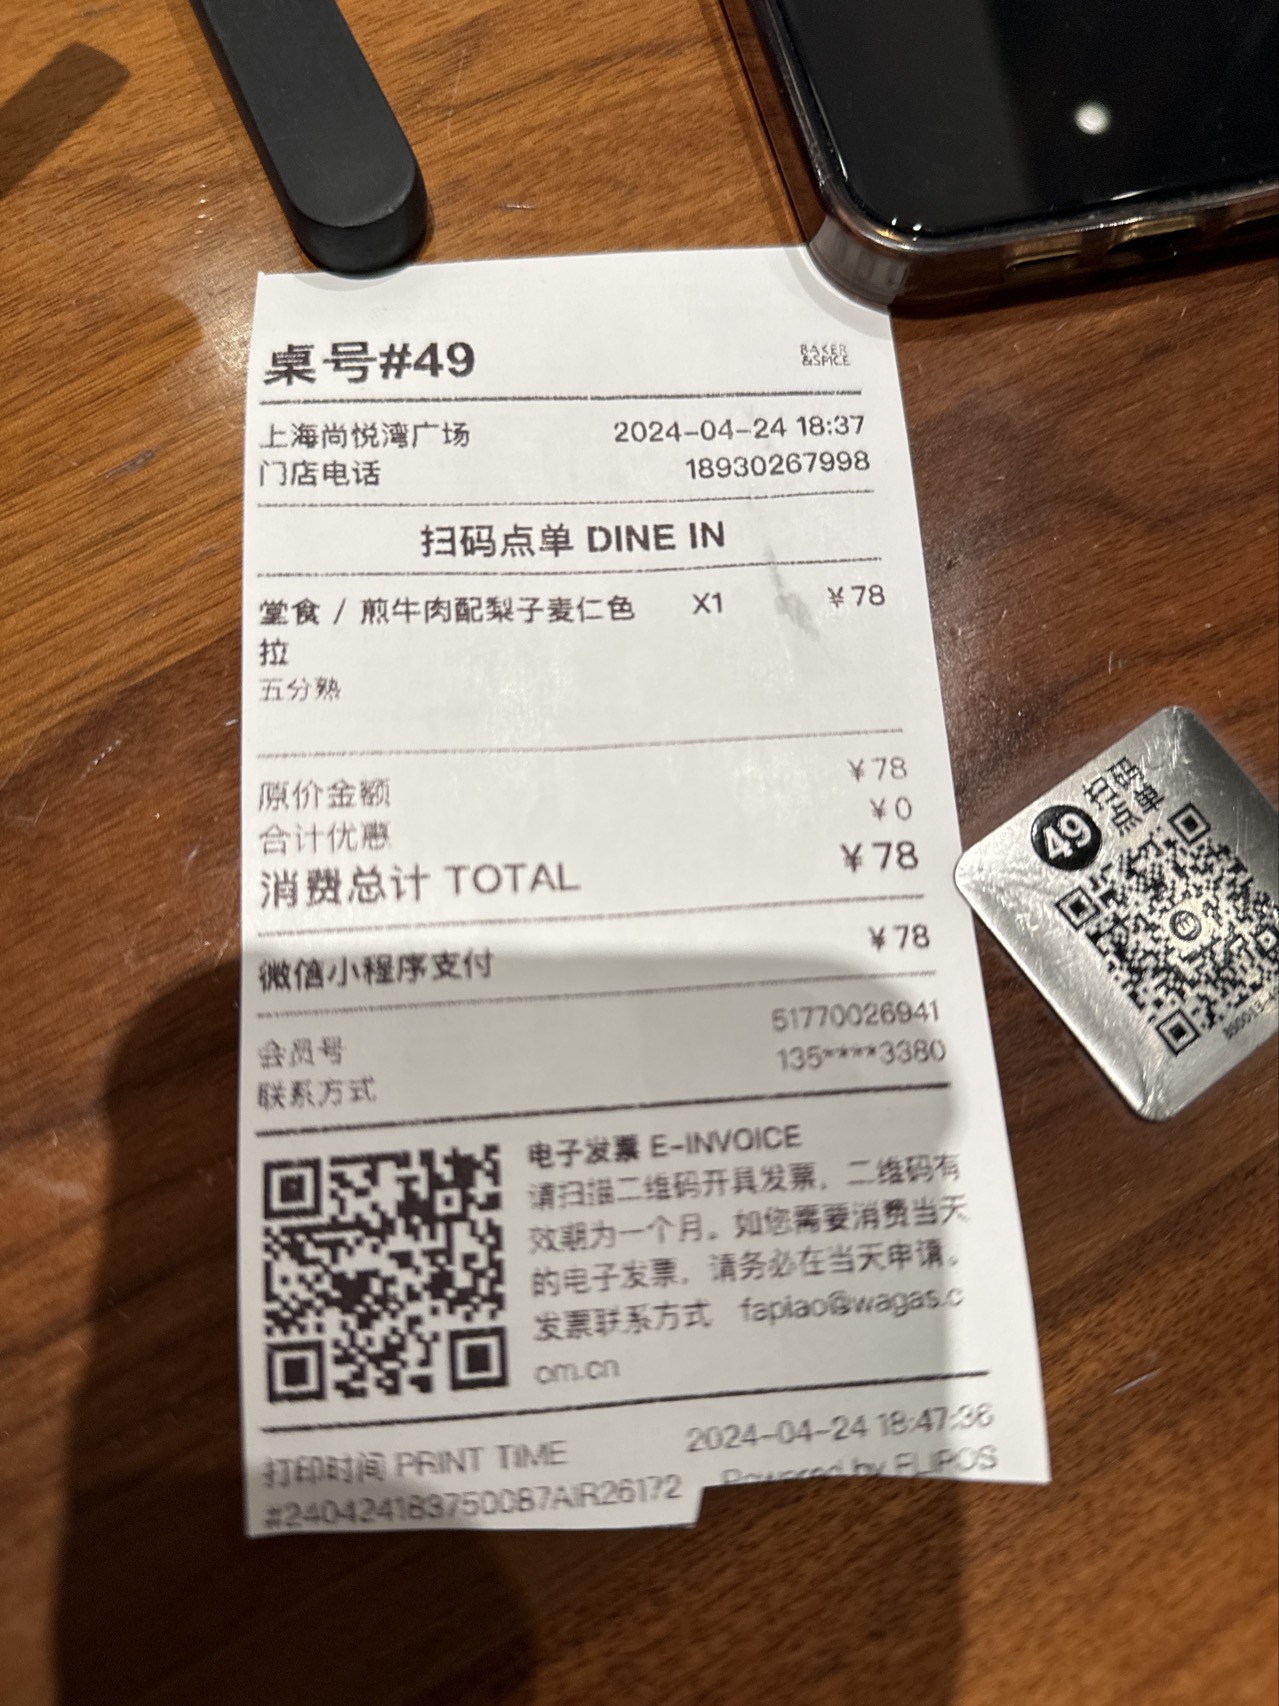 桌号#49
BAKER
&SPICE
上海尚悦湾广场 2024-04-24 18:37
门店电话 18930267998
扫码点单 DINE IN
堂食 / 煎牛肉配梨子麦仁色 X1 ¥78
拉
五分熟
原价金额 ¥78
合计优惠 ¥0
消费总计 TOTAL ¥78
微信小程序支付 ¥78
会员号 51770026941
联系方式 135****3380
电子发票 E-INVOICE
请扫描二维码开具发票，二维码有
效期为一个月。如您需要消费当天
的电子发票，请务必在当天申请。
发票联系方式 fapiao@wagas.c
om.cn
打印时间 PRINT TIME 2024-04-24 18:47:36
#240424183750087AIR26172 Powered by FLIPOS
扫码
点单
49